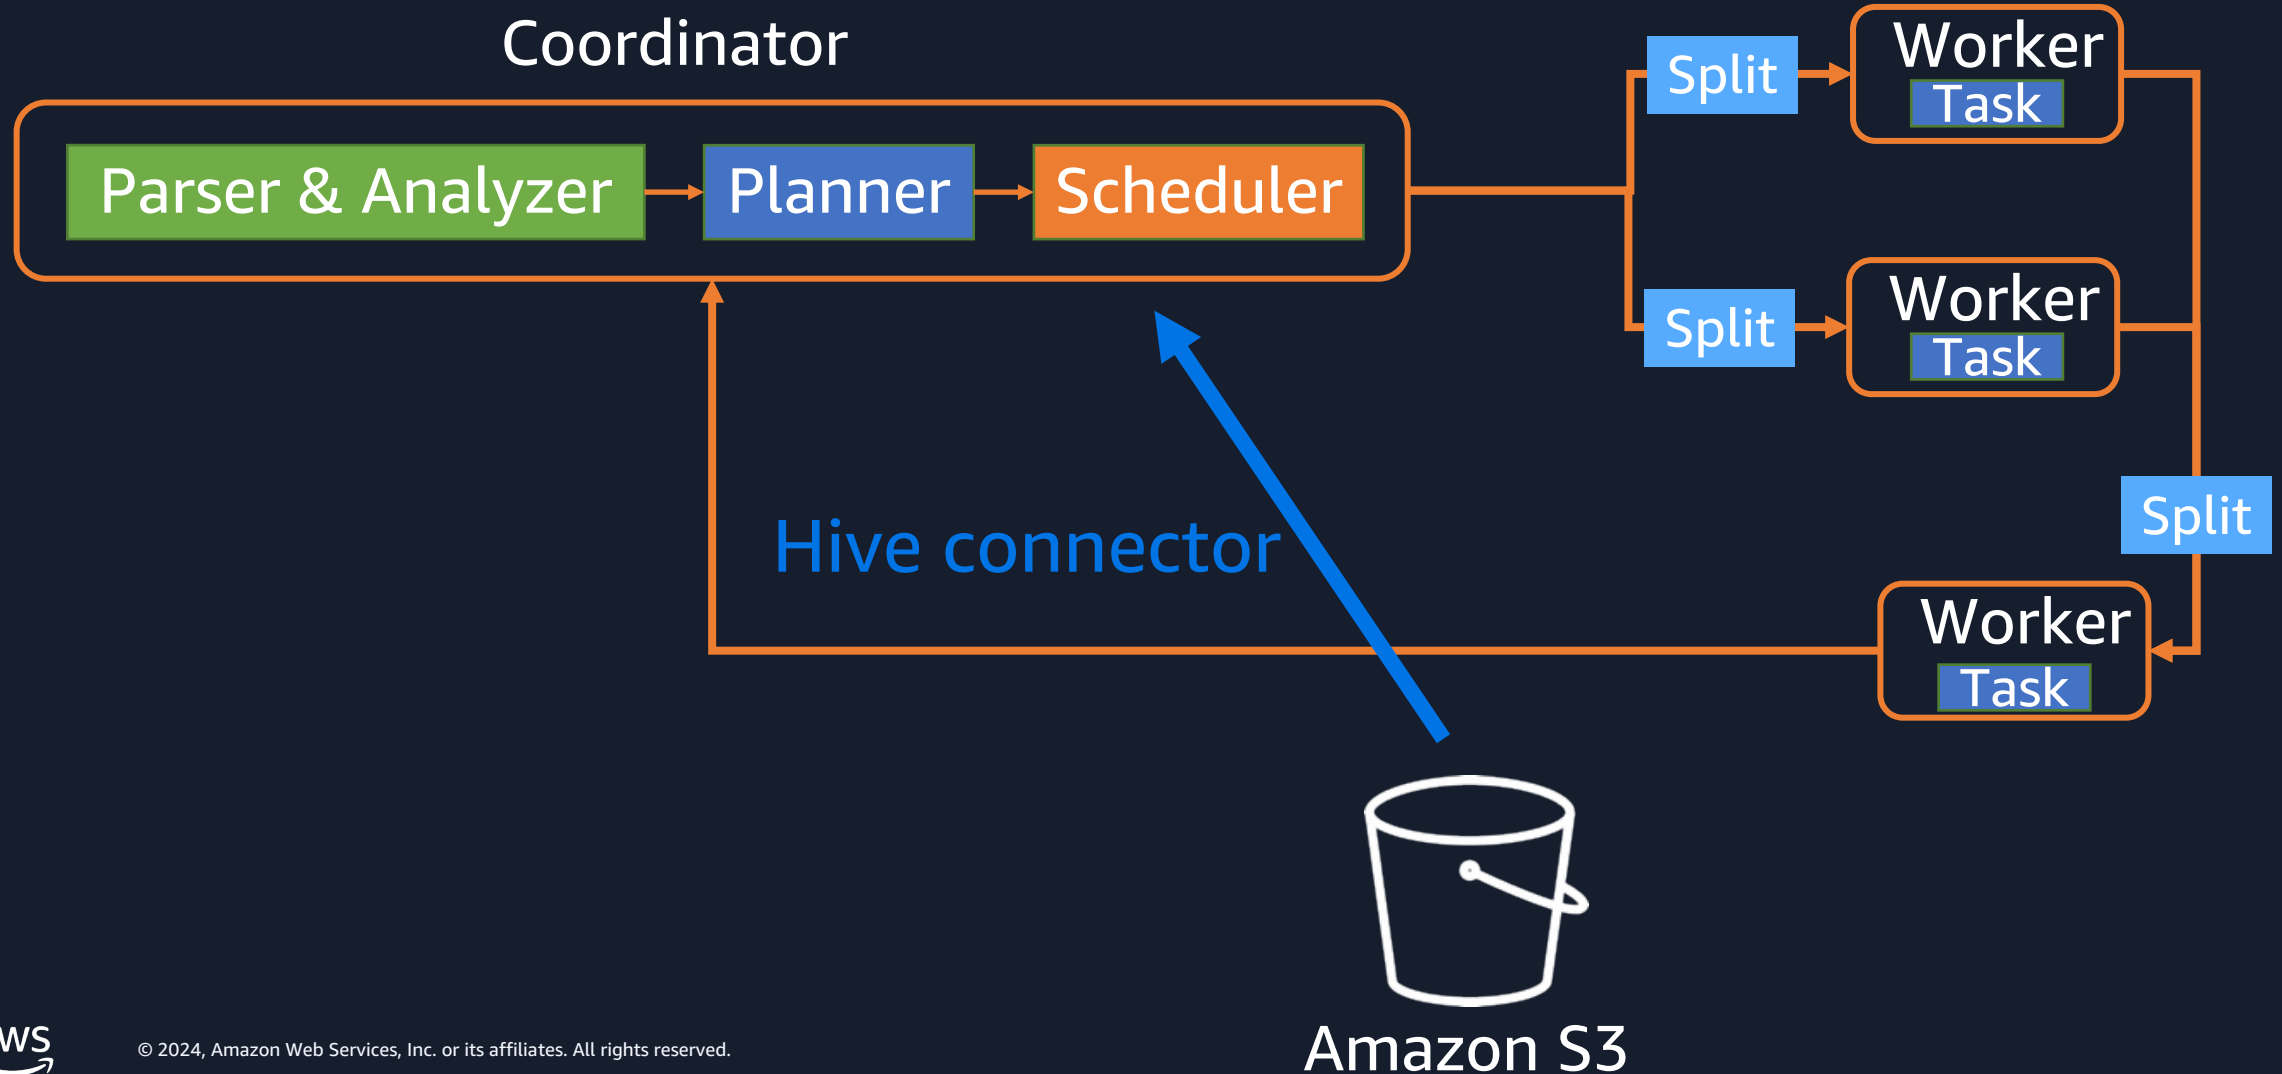 Coordinator
Parser & Analyzer
Planner
Scheduler
Split
Worker
Task
Split
Worker
Task
Split
Hive connector
Worker
Task
Amazon S3
ws
© 2024, Amazon Web Services, Inc. or its affiliates. All rights reserved.